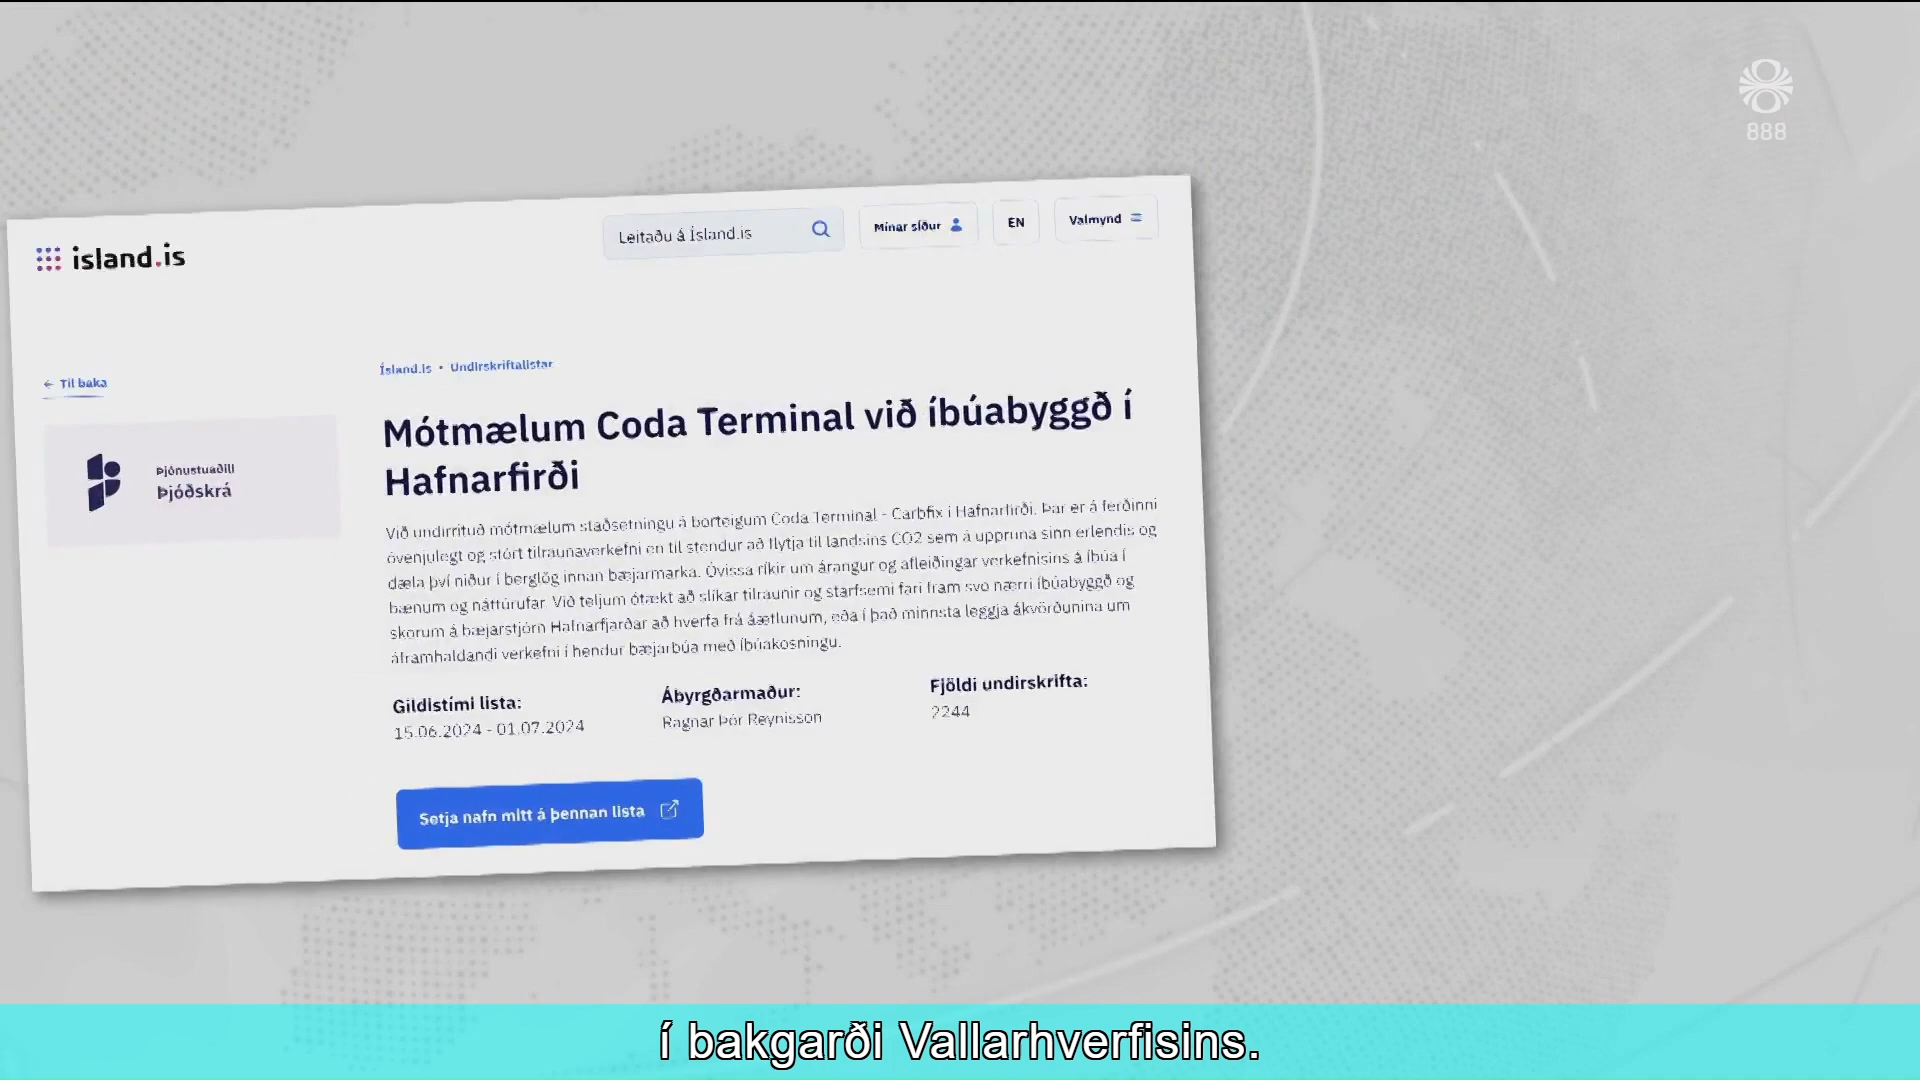 888
island.is
Leitaðu á Ísland.is
Mínar síður
EN
Valmynd
← Til baka
Ísland.is • Undirskriftalistar
Þjónustuaðili
Þjóðskrá
Mótmælum Coda Terminal við íbúabyggð í
Hafnarfirði
Við undirrituð mótmælum staðsetningu á borteigum Coda Terminal - Carbfix í Hafnarfirði. Þar er á ferðinni
óvenjulegt og stórt tilraunaverkefni en til stendur að flytja til landsins CO2 sem á uppruna sinn erlendis og
dæla því niður í berglög innan bæjarmarka. Óvissa ríkir um árangur og afleiðingar verkefnisins á íbúa í
bænum og náttúrufar. Við teljum ótækt að slíkar tilraunir og starfsemi fari fram svo nærri íbúabyggð og
skorum á bæjarstjórn Hafnarfjarðar að hverfa frá áætlunum, eða í það minnsta leggja ákvörðunina um
áframhaldandi verkefni í hendur bæjarbúa með íbúakosningu.
Gildistími lista:
15.06.2024 - 01.07.2024
Ábyrgðarmaður:
Ragnar Þór Reynisson
Fjöldi undirskrifta:
2244
Setja nafn mitt á þennan lista
í bakgarði Vallarhverfisins.